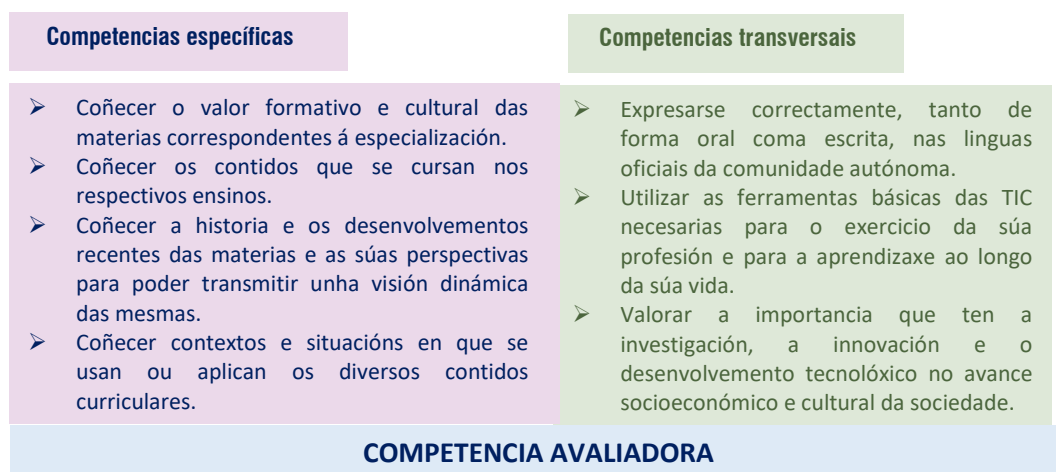 Competencias específicas
➢ Coñecer o valor formativo e cultural das
materias correspondentes á especialización.
➢ Coñecer os contidos que se cursan nos
respectivos ensinos.
➢ Coñecer a historia e os desenvolvementos
recentes das materias e as súas perspectivas
para poder transmitir unha visión dinámica
das mesmas.
➢ Coñecer contextos e situacións en que se
usan ou aplican os diversos contidos
curriculares.
Competencias transversais
➢ Expresarse correctamente, tanto de
forma oral coma escrita, nas linguas
oficiais da comunidade autónoma.
➢ Utilizar as ferramentas básicas das TIC
necesarias para o exercicio da súa
profesión e para a aprendizaxe ao longo
da súa vida.
➢ Valorar a importancia que ten a
investigación, a innovación e o
desenvolvemento tecnolóxico no avance
socioeconómico e cultural da sociedade.
COMPETENCIA AVALIADORA